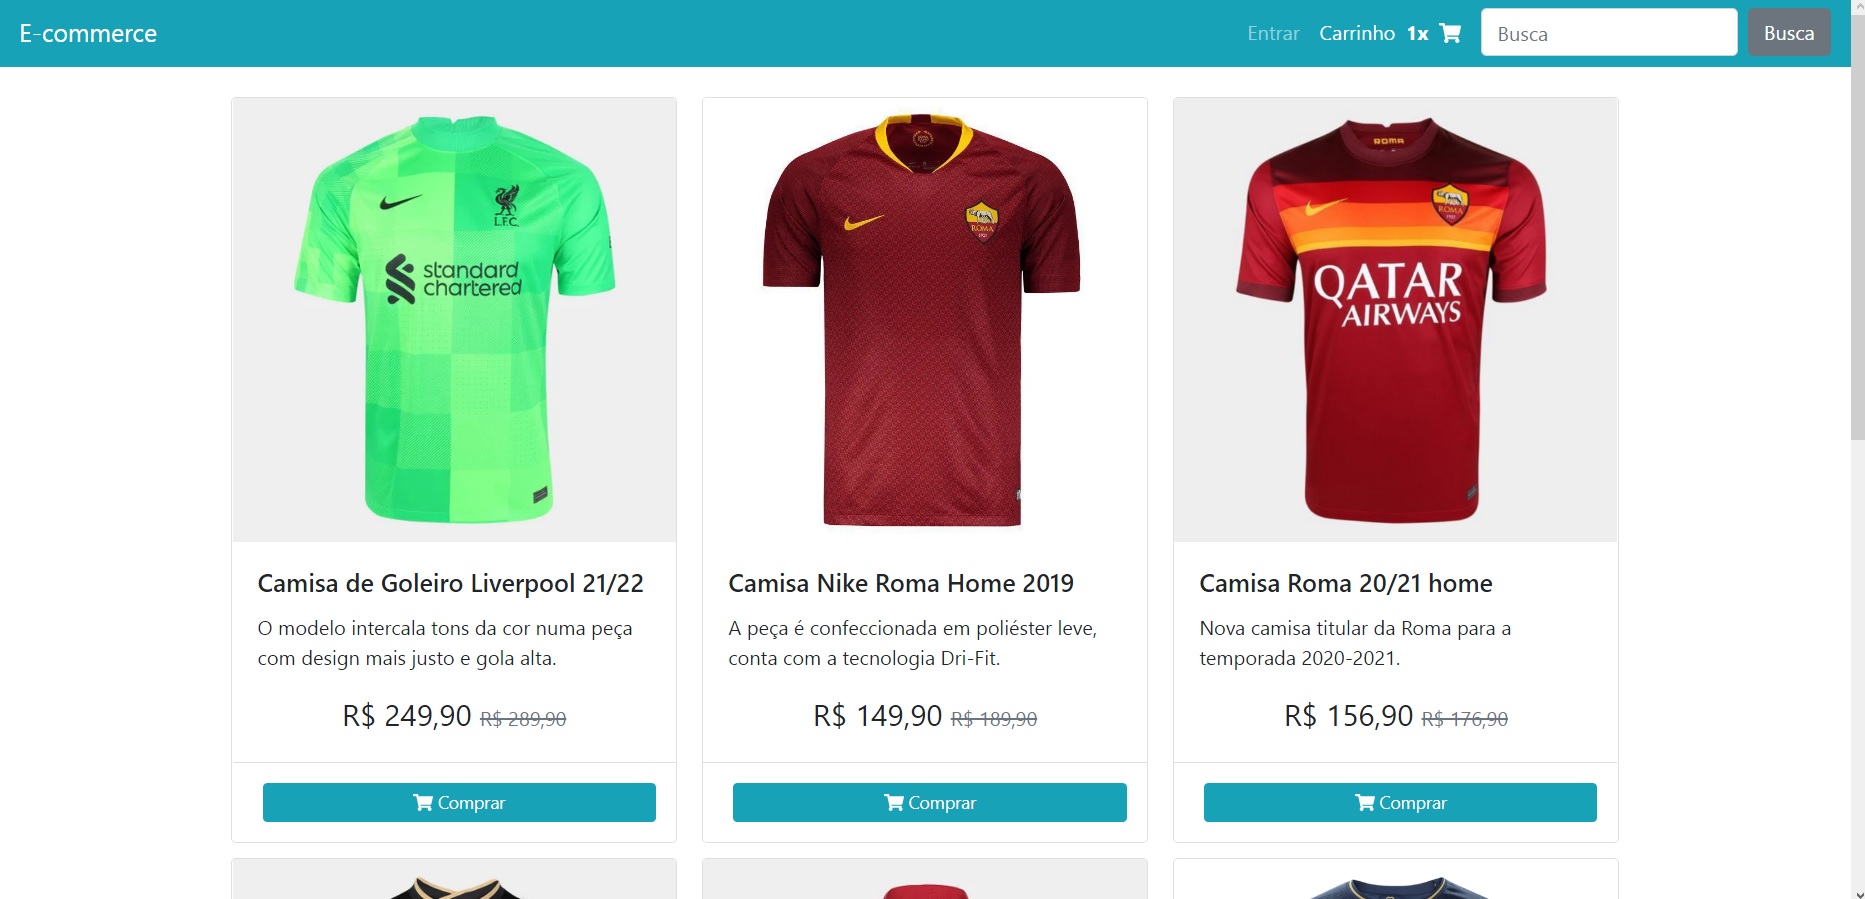 E-commerce
Entrar Carrinho 1x Busca Busca
L.F.C.
standard
chartered
ROMA
1927
ROMA
ROMA
1927
QATAR
AIRWAYS
Camisa de Goleiro Liverpool 21/22
O modelo intercala tons da cor numa peça
com design mais justo e gola alta.
R$ 249,90 R$ 289,90
Comprar
Camisa Nike Roma Home 2019
A peça é confeccionada em poliéster leve,
conta com a tecnologia Dri-Fit.
R$ 149,90 R$ 189,90
Comprar
Camisa Roma 20/21 home
Nova camisa titular da Roma para a
temporada 2020-2021.
R$ 156,90 R$ 176,90
Comprar